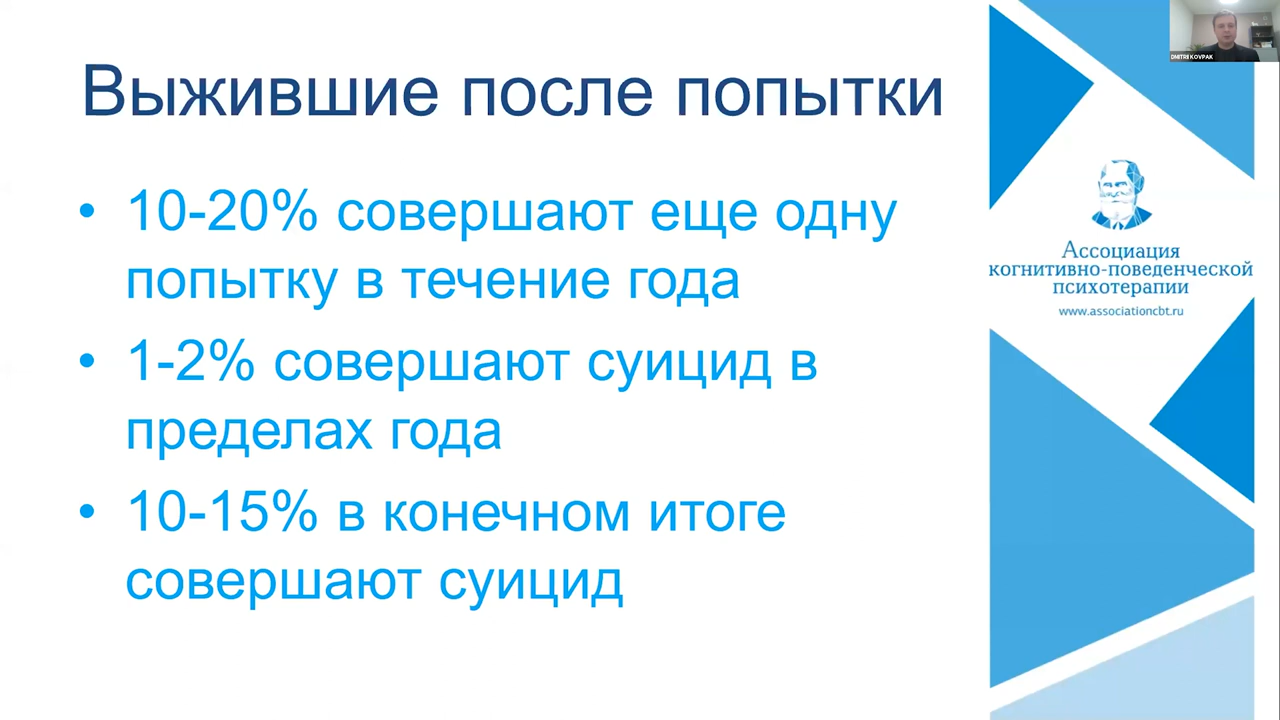 Выжившие после попытки
• 10-20% совершают еще одну
попытку в течение года
• 1-2% совершают суицид в
пределах года
• 10-15% в конечном итоге
совершают суицид
DMITRII KOVPAK
Ассоциация
когнитивно-поведенческой
психотерапии
www.associationcbt.ru